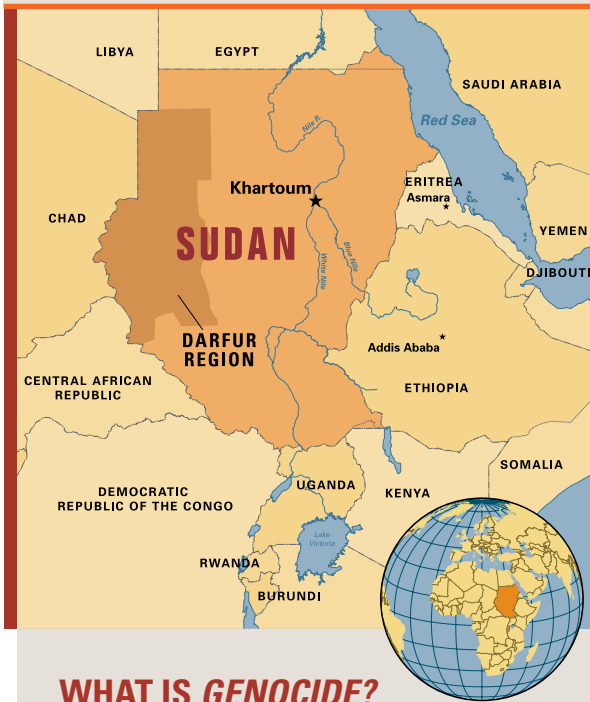 LIBYA
EGYPT
SAUDI ARABIA
Red Sea
Nile R.
Khartoum
ERITREA
Asmara
CHAD
SUDAN
YEMEN
White Nile
Blue Nile
DJIBOUTI
DARFUR
REGION
Addis Ababa
CENTRAL AFRICAN
REPUBLIC
ETHIOPIA
SOMALIA
UGANDA
KENYA
DEMOCRATIC
REPUBLIC OF THE CONGO
Lake
Victoria
RWANDA
BURUNDI
WHAT IS GENOCIDE?